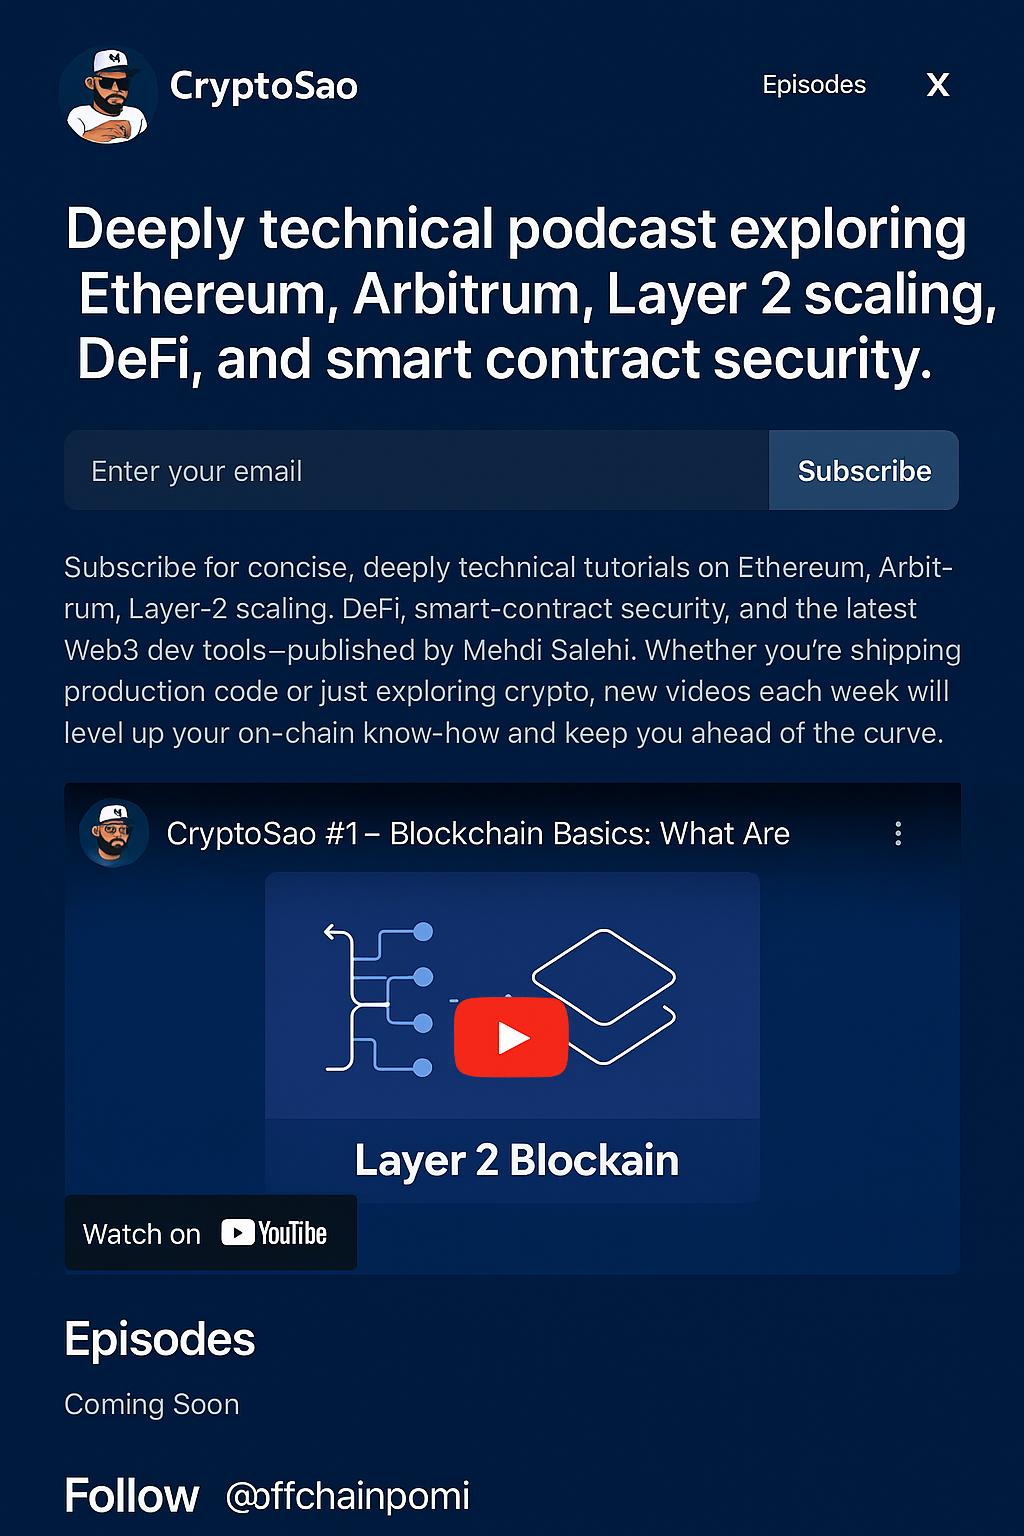 CryptoSao
Episodes X
Deeply technical podcast exploring
Ethereum, Arbitrum, Layer 2 scaling,
DeFi, and smart contract security.
Enter your email Subscribe
Subscribe for concise, deeply technical tutorials on Ethereum, Arbit-
rum, Layer-2 scaling. DeFi, smart-contract security, and the latest
Web3 dev tools—published by Mehdi Salehi. Whether you’re shipping
production code or just exploring crypto, new videos each week will
level up your on-chain know-how and keep you ahead of the curve.
CryptoSao #1 – Blockchain Basics: What Are
Layer 2 Blockain
Watch on YouTibe
Episodes
Coming Soon
Follow @offchainpomi